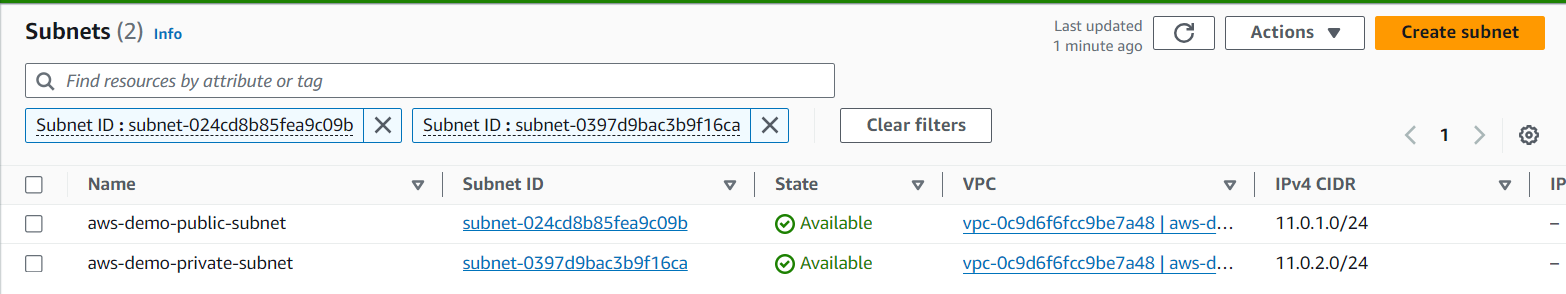 Subnets (2) Info
Last updated
1 minute ago
Actions
Create subnet
Find resources by attribute or tag
Subnet ID : subnet-024cd8b85fea9c09b
Subnet ID : subnet-0397d9bac3b9f16ca
Clear filters
1
Name Subnet ID State VPC IPv4 CIDR IP
aws-demo-public-subnet subnet-024cd8b85fea9c09b Available vpc-0c9d6f6fcc9be7a48 | aws-d… 11.0.1.0/24 –
aws-demo-private-subnet subnet-0397d9bac3b9f16ca Available vpc-0c9d6f6fcc9be7a48 | aws-d… 11.0.2.0/24 –